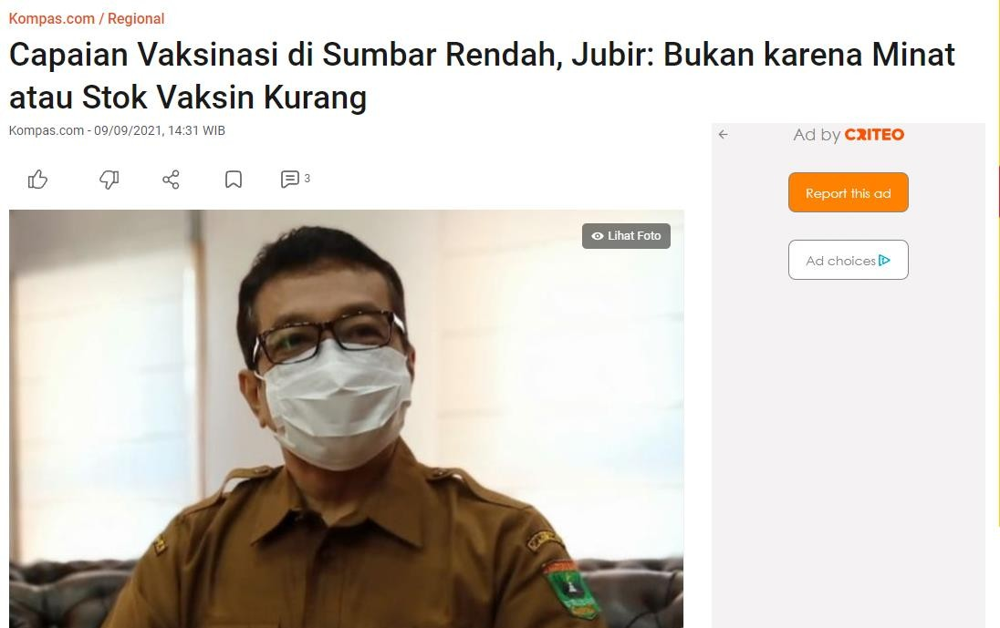 Kompas.com / Regional
Capaian Vaksinasi di Sumbar Rendah, Jubir: Bukan karena Minat
atau Stok Vaksin Kurang
Kompas.com - 09/09/2021, 14:31 WIB
3
Lihat Foto
Ad by CRITEO
Report this ad
Ad choices